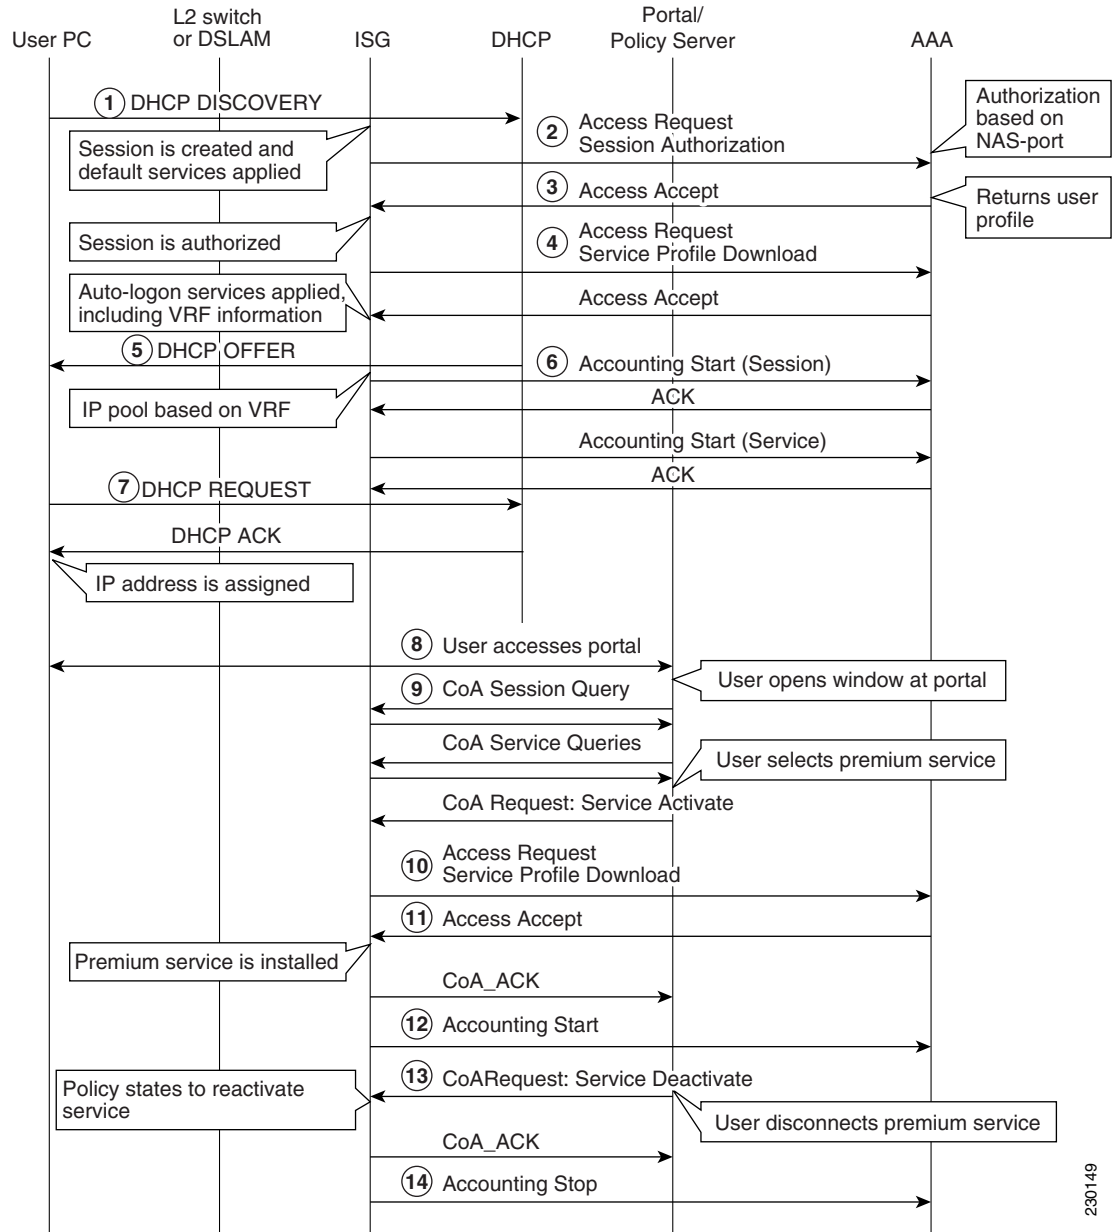 User PC
L2 switch
or DSLAM
ISG
DHCP
Portal/
Policy Server
AAA
1 DHCP DISCOVERY
Session is created and
default services applied
2 Access Request
Session Authorization
Authorization
based on
NAS-port
3 Access Accept
Returns user
profile
Session is authorized
4 Access Request
Service Profile Download
Auto-logon services applied,
including VRF information
Access Accept
5 DHCP OFFER
6 Accounting Start (Session)
IP pool based on VRF
ACK
Accounting Start (Service)
ACK
7 DHCP REQUEST
DHCP ACK
IP address is assigned
8 User accesses portal
User opens window at portal
9 CoA Session Query
CoA Service Queries
User selects premium service
CoA Request: Service Activate
10 Access Request
Service Profile Download
11 Access Accept
Premium service is installed
CoA_ACK
12 Accounting Start
13 CoARequest: Service Deactivate
Policy states to reactivate
service
User disconnects premium service
CoA_ACK
14 Accounting Stop
230149